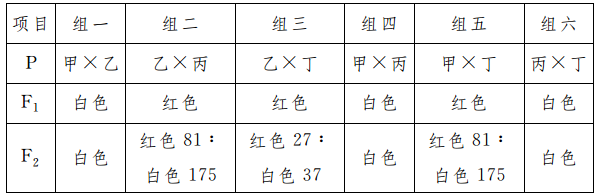 项目 组一 组二 组三 组四 组五 组六
P 甲×乙 乙×丙 乙×丁 甲×丙 甲×丁 丙×丁
F₁ 白色 红色 红色 白色 红色 白色
F₂ 白色 红色 81∶白色 175 红色 27∶白色 37 白色 红色 81∶白色 175 白色